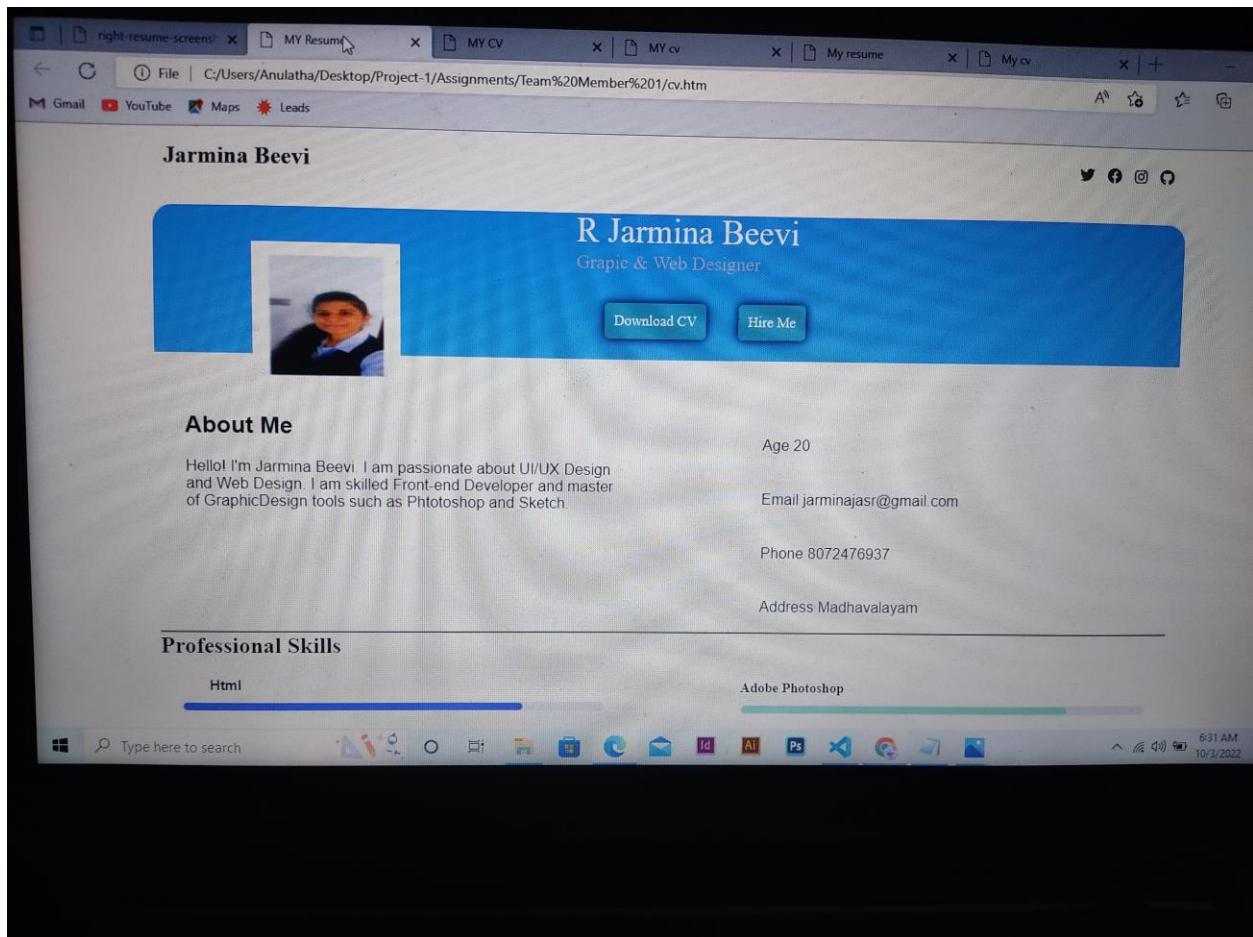 right-resume-screens
MY Resume
MY CV
MY cv
My resume
My cv
File | C:/Users/Anulatha/Desktop/Project-1/Assignments/Team%20Member%201/cv.htm
Gmail YouTube Maps Leads
Jarmina Beevi
R Jarmina Beevi
Grapic & Web Designer
Download CV
Hire Me
About Me
Hello! I'm Jarmina Beevi. I am passionate about UI/UX Design
and Web Design. I am skilled Front-end Developer and master
of GraphicDesign tools such as Phtotoshop and Sketch.
Age 20
Email jarminajasr@gmail.com
Phone 8072476937
Address Madhavalayam
Professional Skills
Html
Adobe Photoshop
Type here to search
Id
Ai
Ps
6:31 AM
10/3/2022